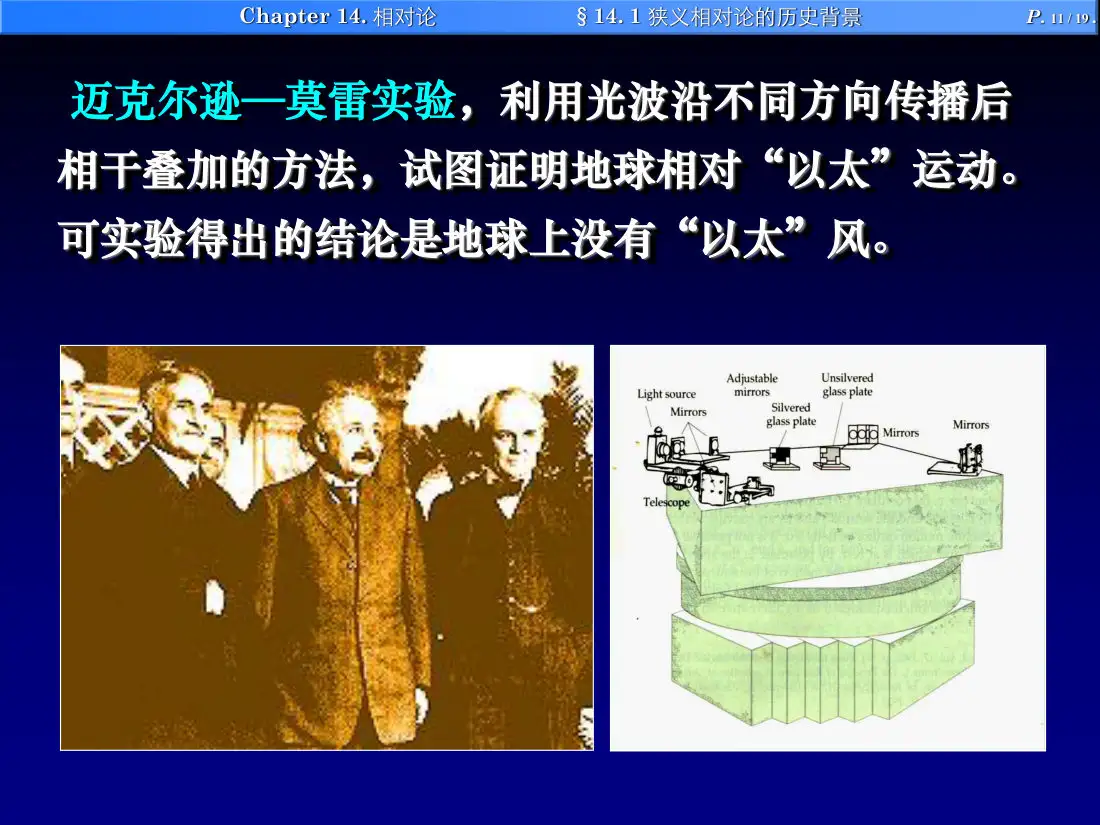 Chapter 14. 相对论 §14. 1 狭义相对论的历史背景 P. 11 / 19 .
迈克尔逊—莫雷实验，利用光波沿不同方向传播后
相干叠加的方法，试图证明地球相对“以太”运动。
可实验得出的结论是地球上没有“以太”风。
Light source
Adjustable
mirrors
Unsilvered
glass plate
Mirrors
Silvered
glass plate
Mirrors
Mirrors
Telescope